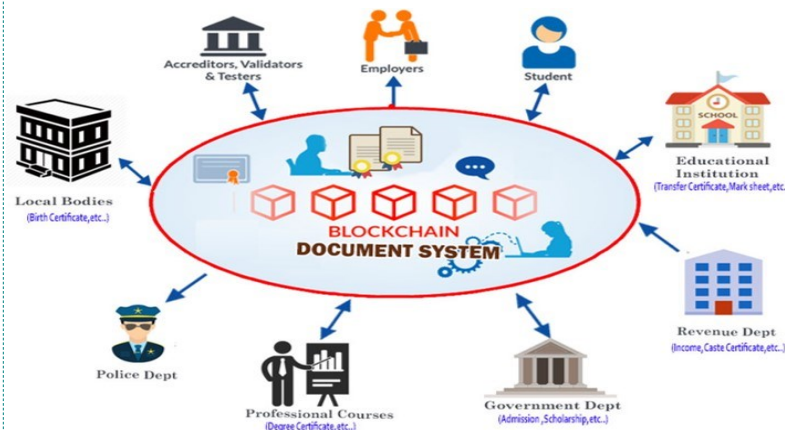 Accreditors, Validators
& Testers
Employers
Student
SCHOOL
Educational
Institution
(Transfer Certificate,Mark sheet,etc.
Local Bodies
(Birth Certificate,etc..)
BLOCKCHAIN
DOCUMENT SYSTEM
Revenue Dept
(Income,Caste Certificate,etc..)
Police Dept
Professional Courses
(Degree Certificate,etc..)
Government Dept
(Admission ,Scholarship,etc..)